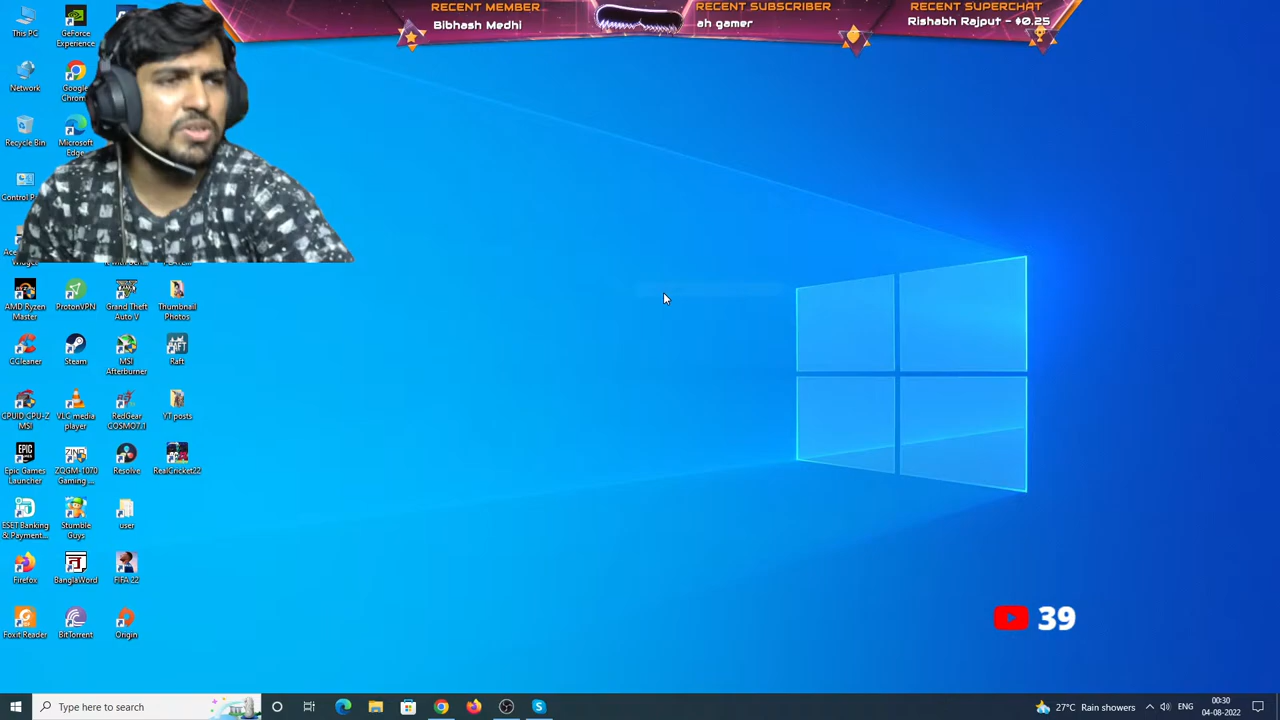 RECENT MEMBER
Bibhash Medhi
RECENT SUBSCRIBER
ah gamer
RECENT SUPERCHAT
Rishabh Rajput - $0.25
This PC
GeForce
Experience
Network
Google
Recycle Bin
Microsoft
Edge
AMD Ryzen
Master
ProtonVPN
Grand Theft
Auto V
Thumbnail
Photos
CCleaner
Steam
MSI
Afterburner
RAFT
Raft
CPUID CPU-Z
MSI
VLC media
player
RedGear
COSMO7.1
YT posts
EPIC
GAMES
Epic Games
Launcher
ZQGM-1070
Gaming ...
Resolve
RealCricket22
ESET Banking
& Paymen...
Stumble
Guys
user
Firefox
BanglaWord
FIFA 22
Foxit Reader
BitTorrent
Origin
39
Type here to search
27°C Rain showers
ENG
00:30
04-08-2022